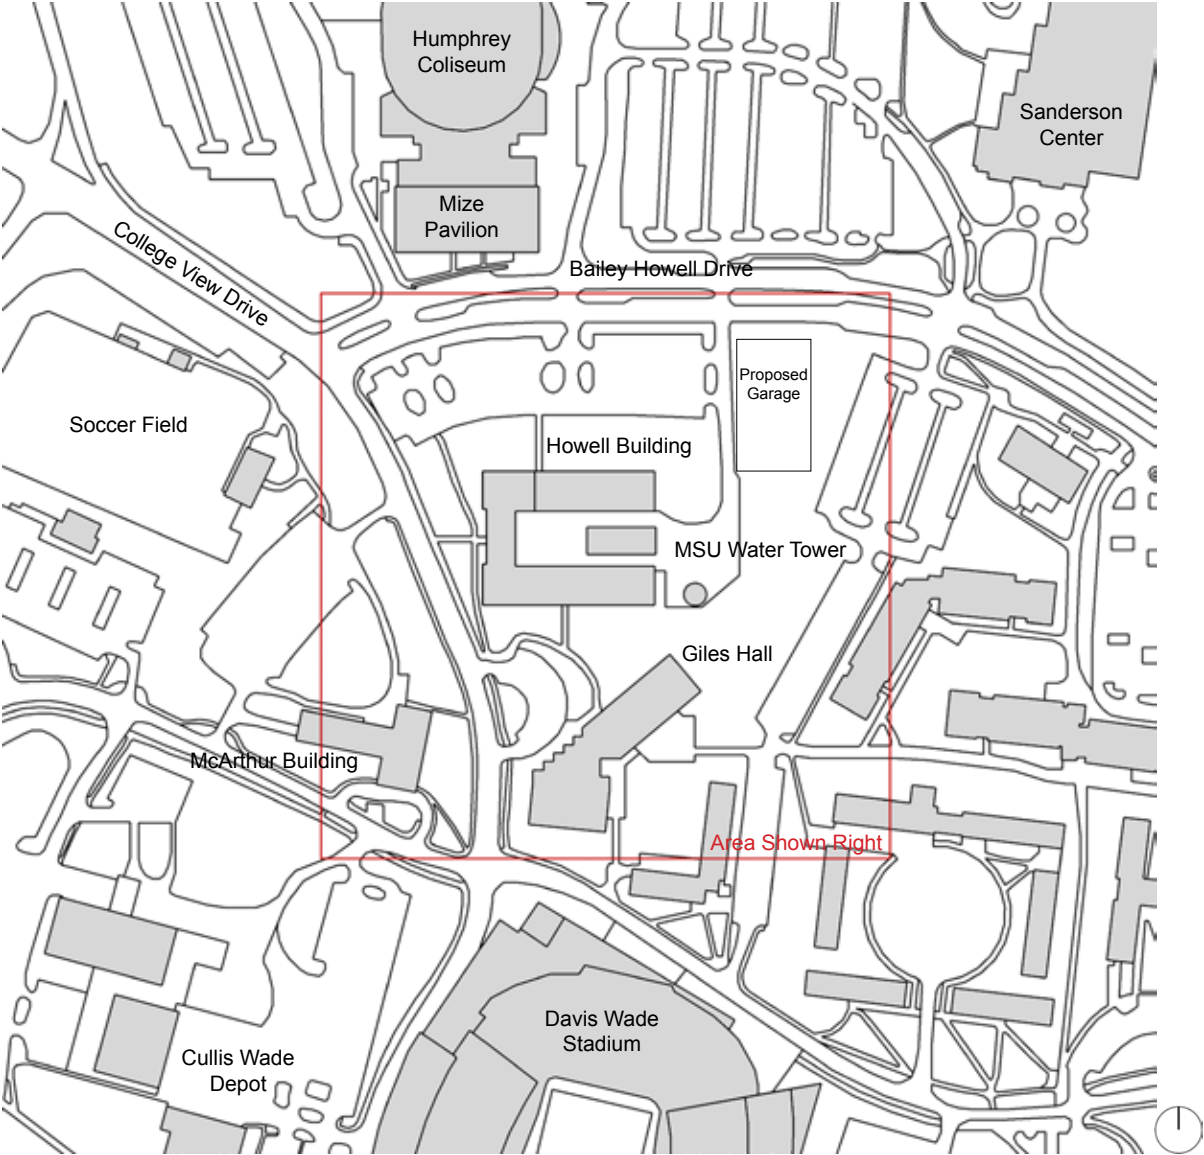 Humphrey
Coliseum
Sanderson
Center
Mize
Pavilion
College View Drive
Bailey Howell Drive
Proposed
Garage
Soccer Field
Howell Building
MSU Water Tower
Giles Hall
McArthur Building
Area Shown Right
Davis Wade
Stadium
Cullis Wade
Depot